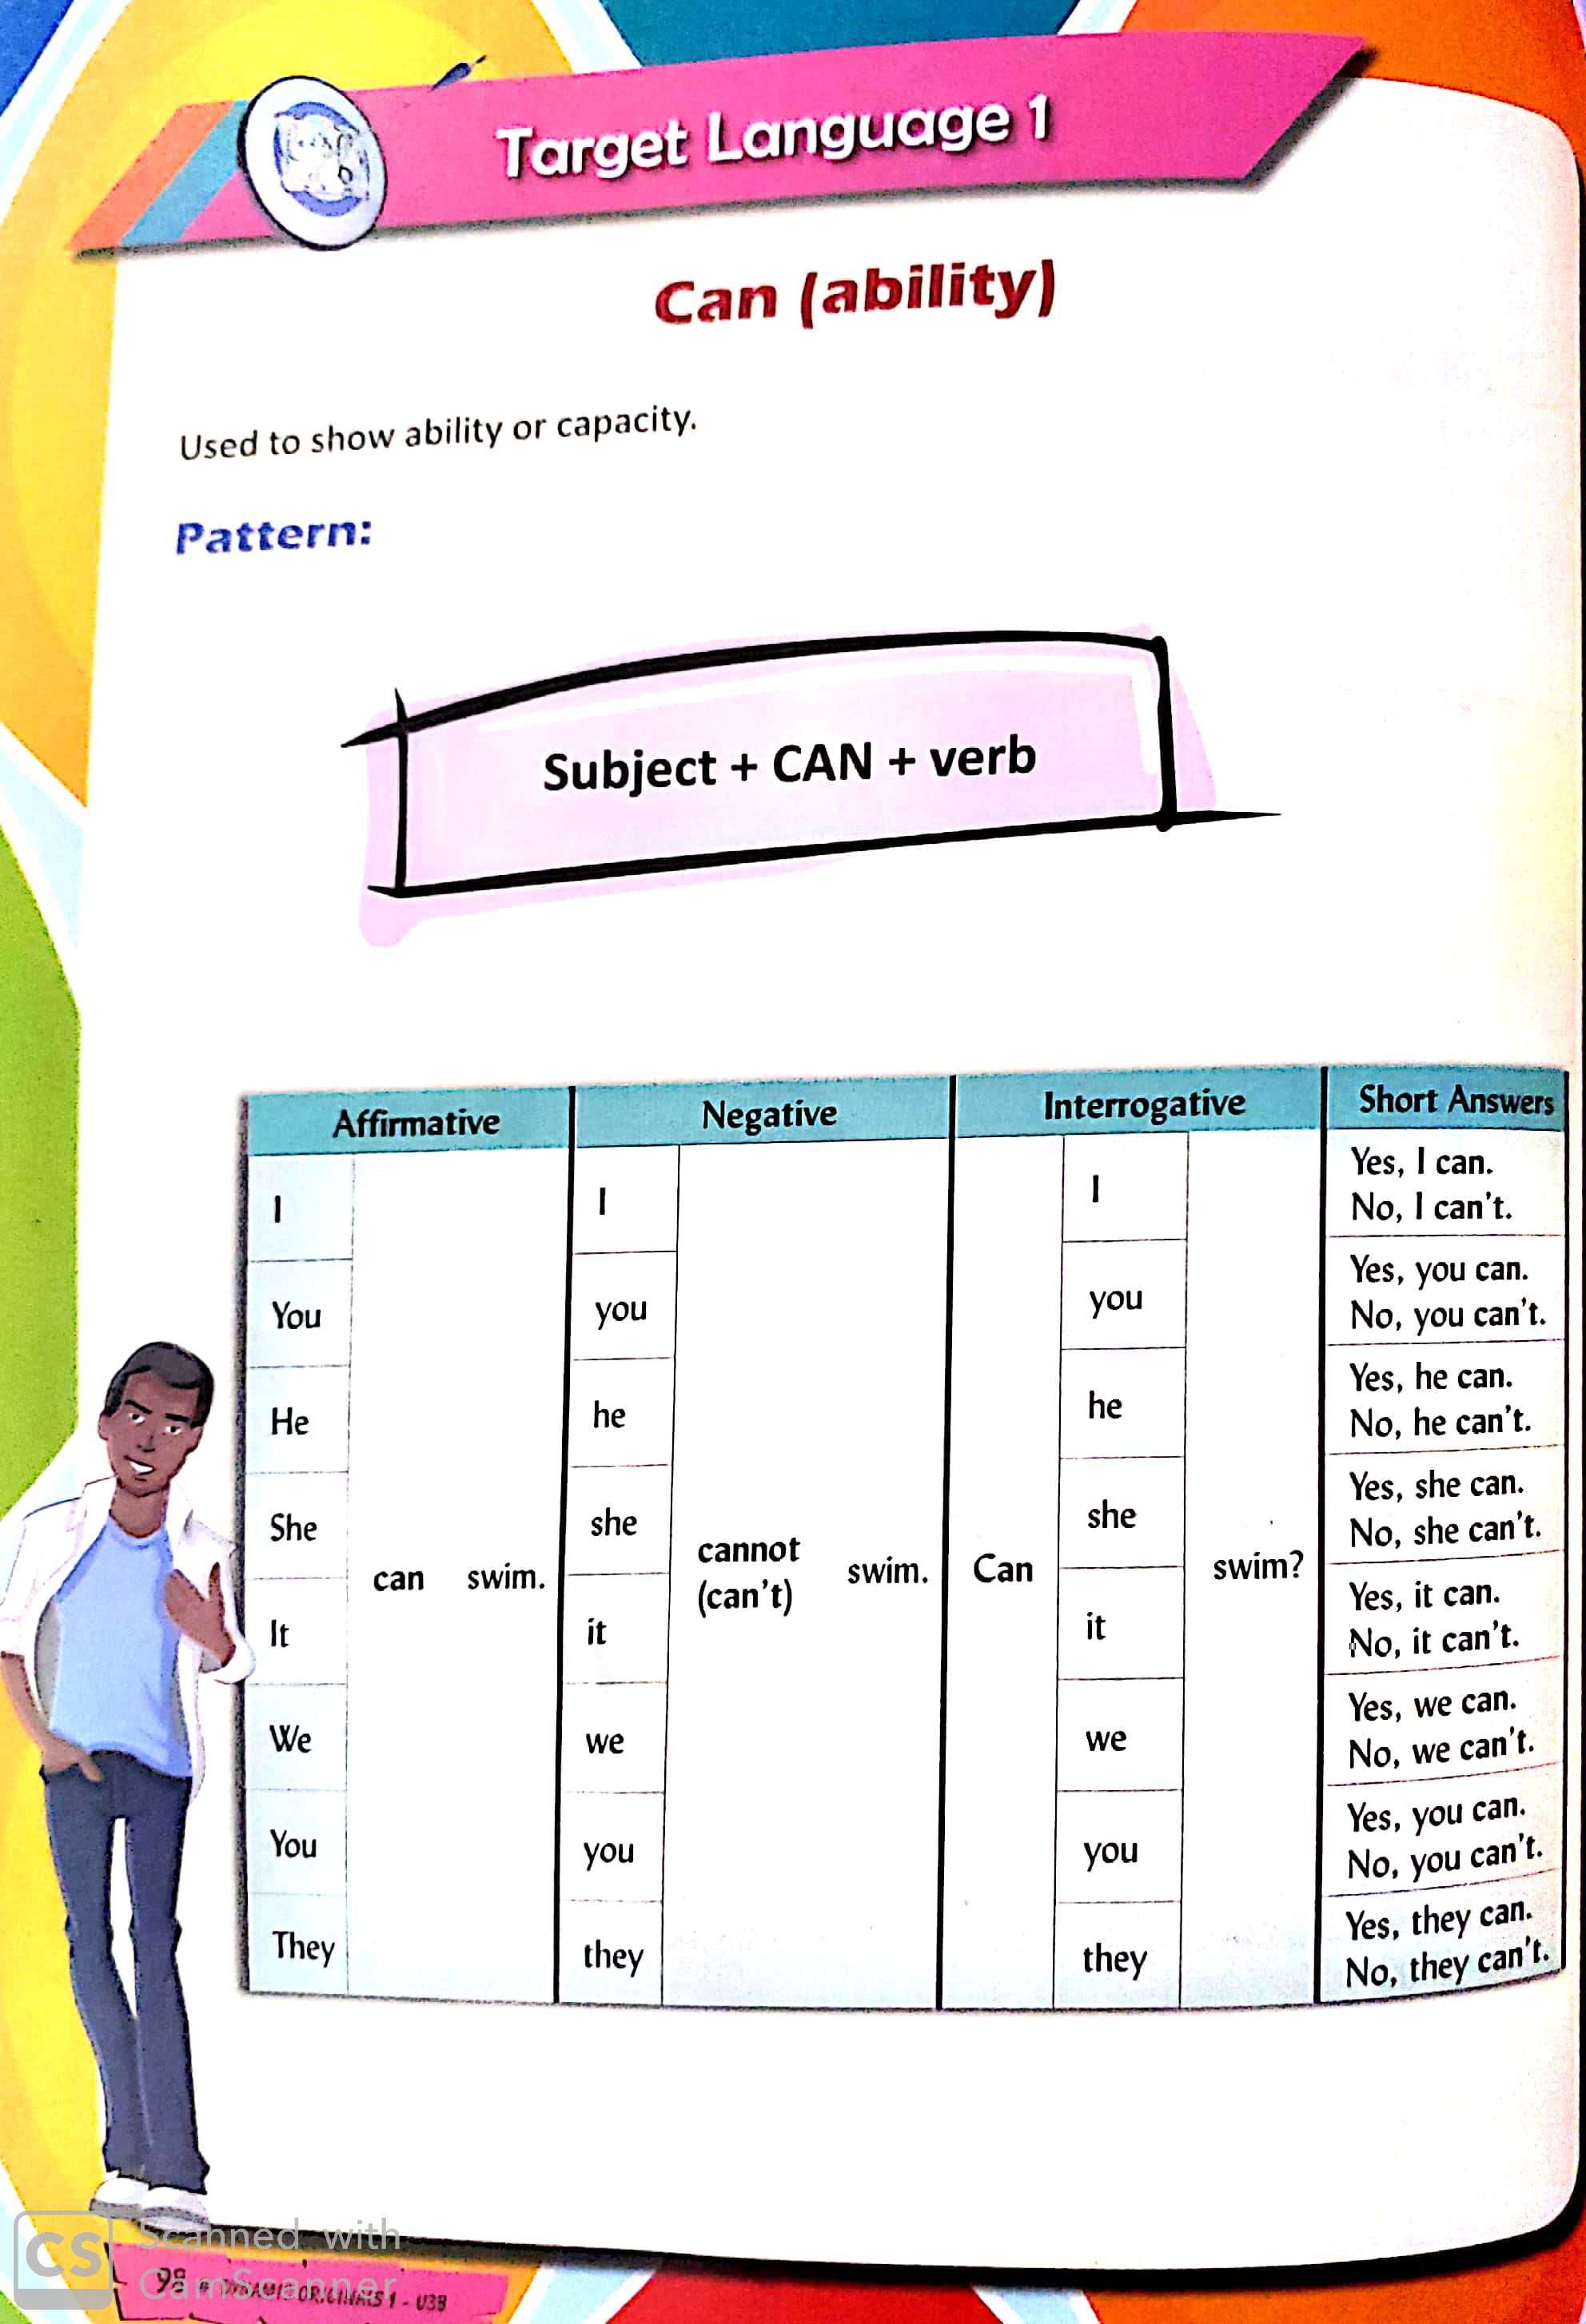 Target Language 1
Can (ability)
Used to show ability or capacity.
Pattern:
Subject + CAN + verb
Affirmative Negative Interrogative Short Answers
I
You
He
She
It
We
You
They
can swim.
I
you
he
she
it
we
you
they
cannot
(can't)
swim.
Can
I
you
he
she
it
we
you
they
swim?
Yes, I can.
No, I can't.
Yes, you can.
No, you can't.
Yes, he can.
No, he can't.
Yes, she can.
No, she can't.
Yes, it can.
No, it can't.
Yes, we can.
No, we can't.
Yes, you can.
No, you can't.
Yes, they can.
No, they can't.
CS Scanned with
CamScanner
98 1 - U3B